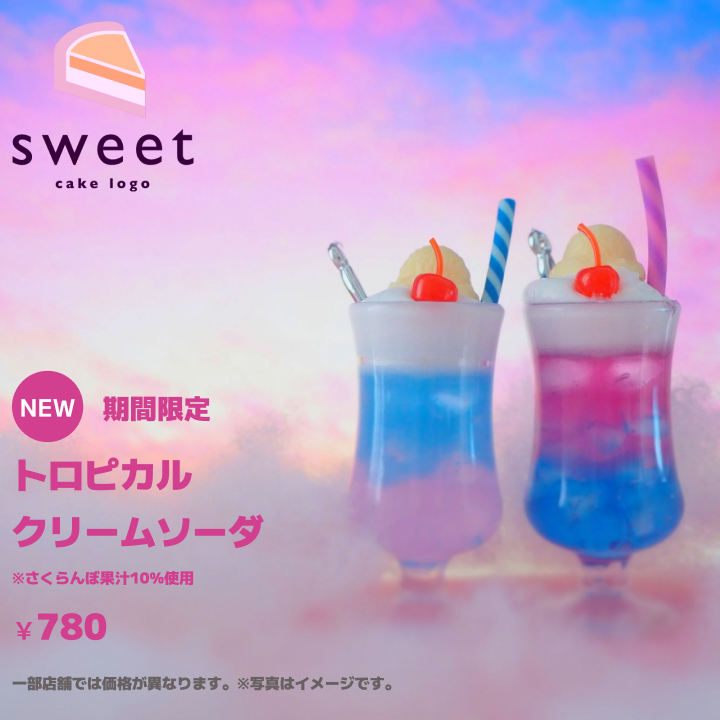 sweet
cake logo
NEW
期間限定
トロピカル
クリームソーダ
※さくらんぼ果汁10%使用
￥780
一部店舗では価格が異なります。※写真はイメージです。